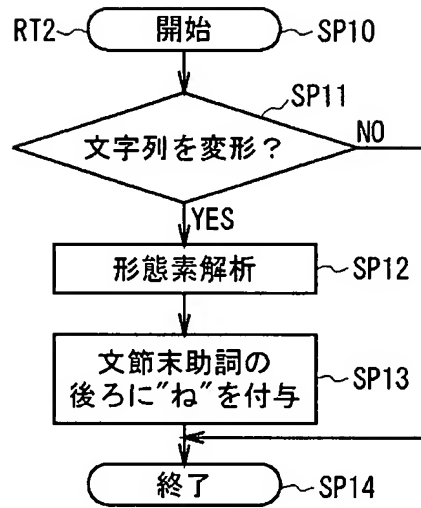 RT2 開始 SP10
SP11
文字列を変形? NO
YES
形態素解析 SP12
文節末助詞の
後ろに"ね"を付与 SP13
終了 SP14